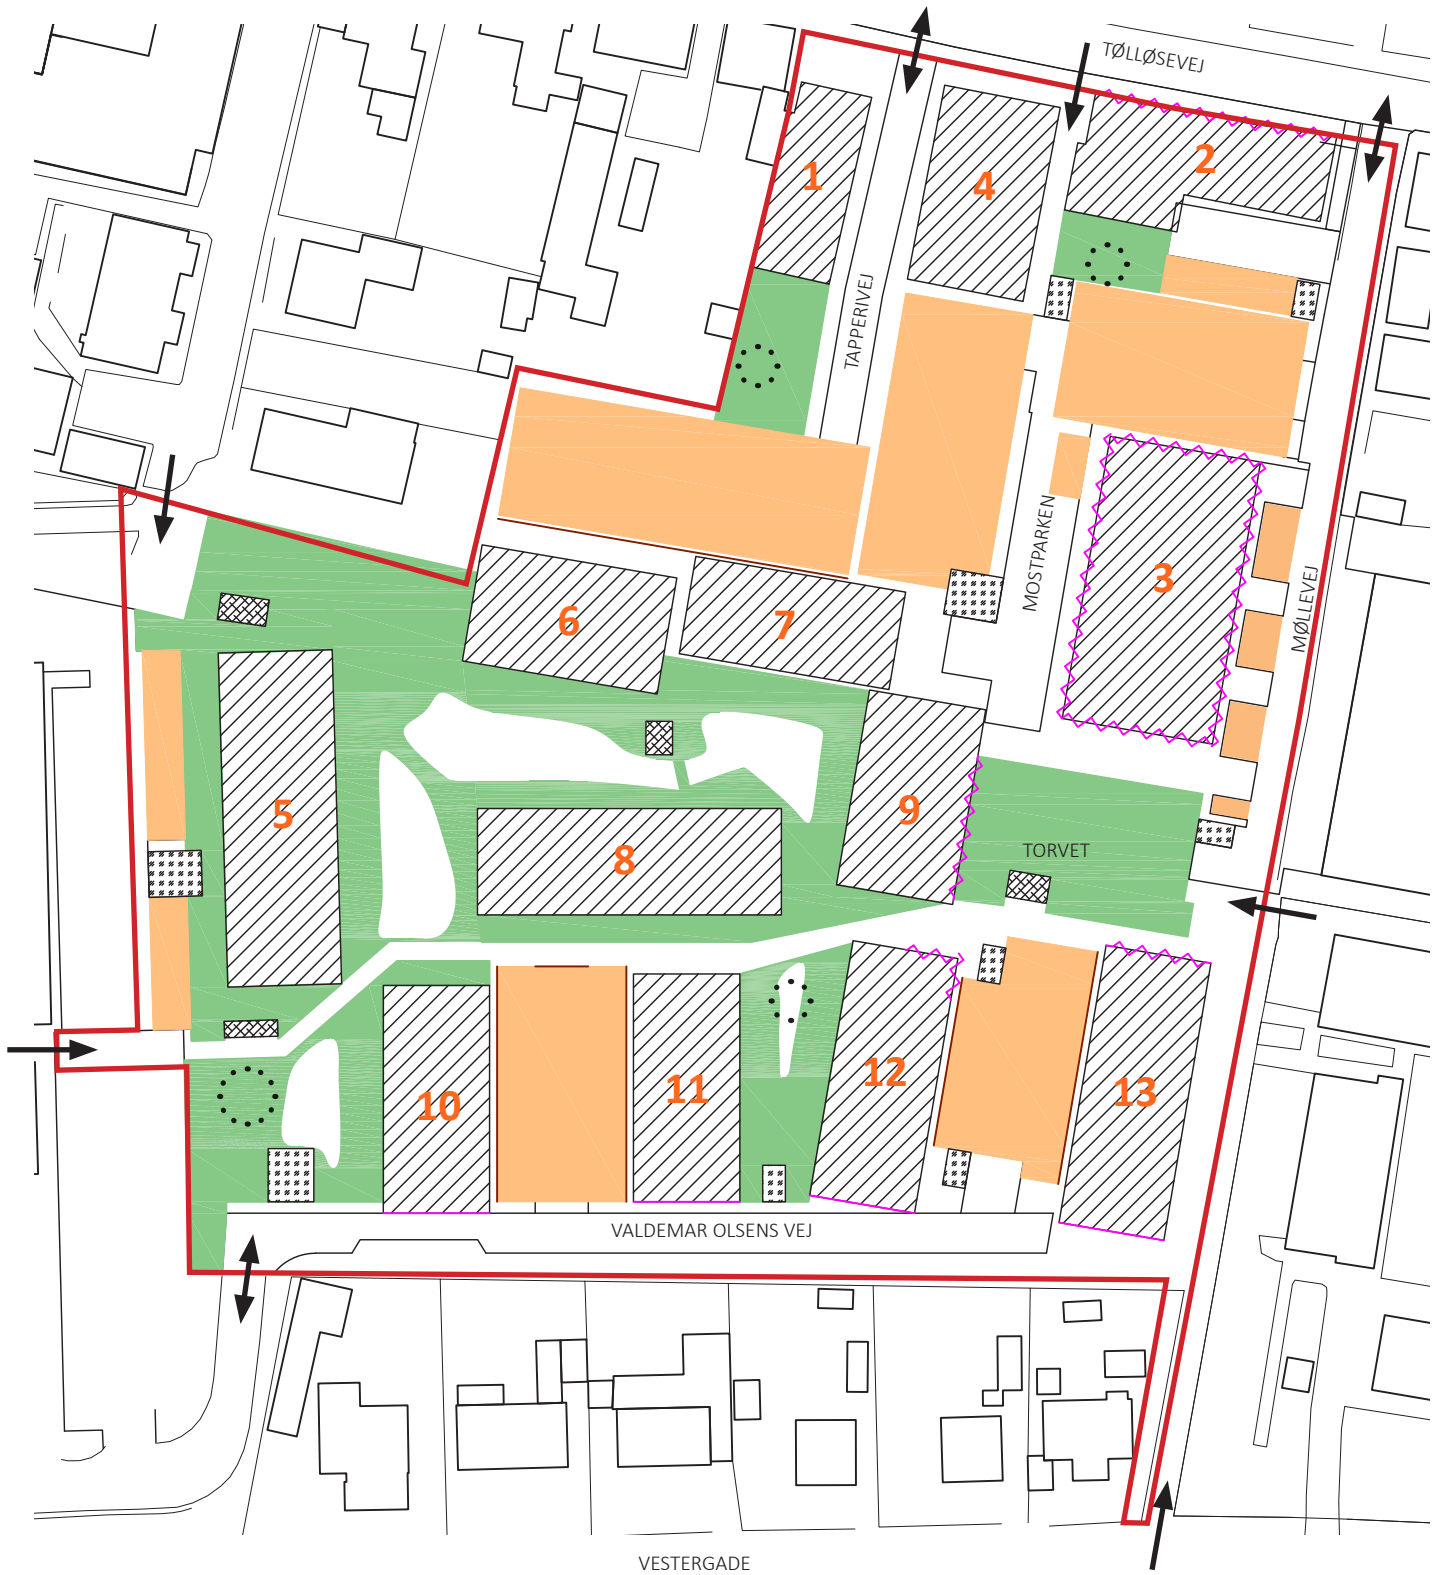 TØLLØSEVEJ
2
1
4
TAPPERIVEJ
MOSTPARKEN
3
MØLLEVEJ
6
7
5
9
8
TORVET
12
11
10
13
VALDEMAR OLSENS VEJ
VESTERGADE